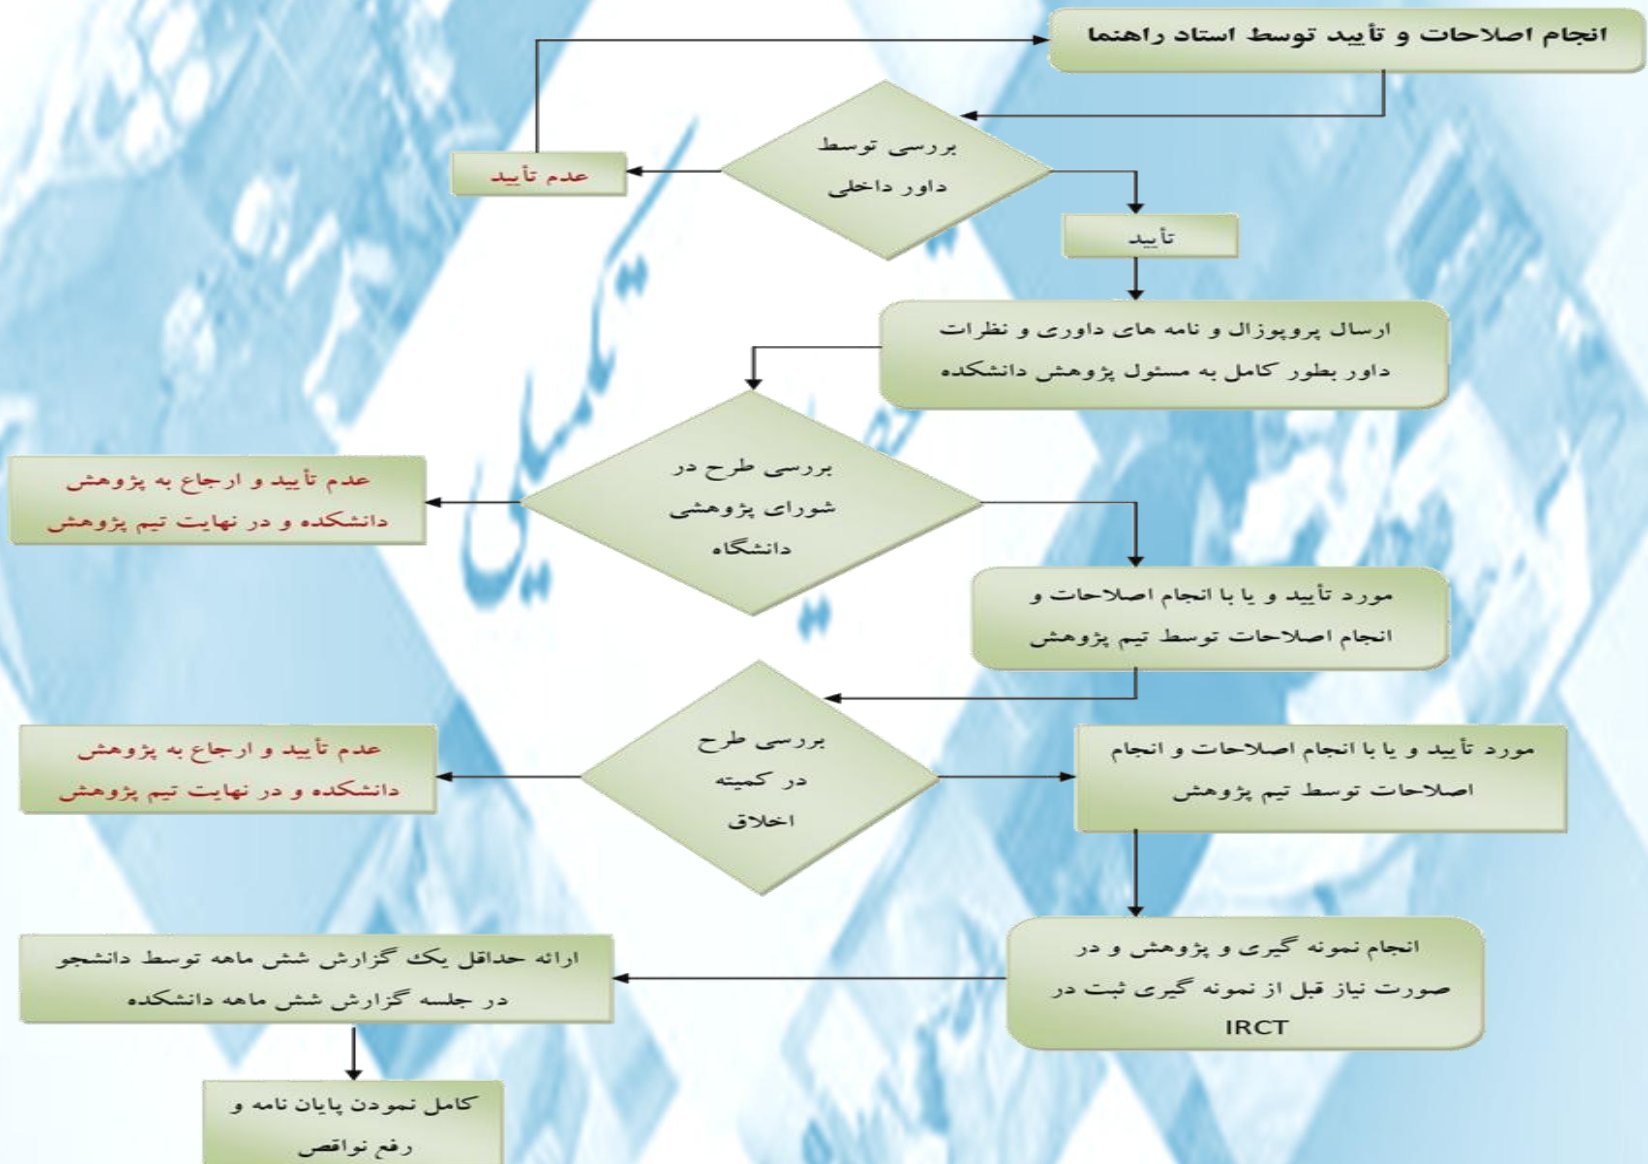 انجام اصلاحات و تأیید توسط استاد راهنما
بررسی توسط
داور داخلی
عدم تأیید
تأیید
ارسال پروپوزال و نامه های داوری و نظرات
داور بطور کامل به مسئول پژوهش دانشکده
بررسی طرح در
شورای پژوهشی
دانشگاه
عدم تأیید و ارجاع به پژوهش
دانشکده و در نهایت تیم پژوهش
مورد تأیید و یا با انجام اصلاحات و
انجام اصلاحات توسط تیم پژوهش
بررسی طرح
در کمیته
اخلاق
عدم تأیید و ارجاع به پژوهش
دانشکده و در نهایت تیم پژوهش
مورد تأیید و یا با انجام اصلاحات و انجام
اصلاحات توسط تیم پژوهش
انجام نمونه گیری و پژوهش و در
صورت نیاز قبل از نمونه گیری ثبت در
IRCT
ارائه حداقل یک گزارش شش ماهه توسط دانشجو
در جلسه گزارش شش ماهه دانشکده
کامل نمودن پایان نامه و
رفع نواقص
تکمیلی